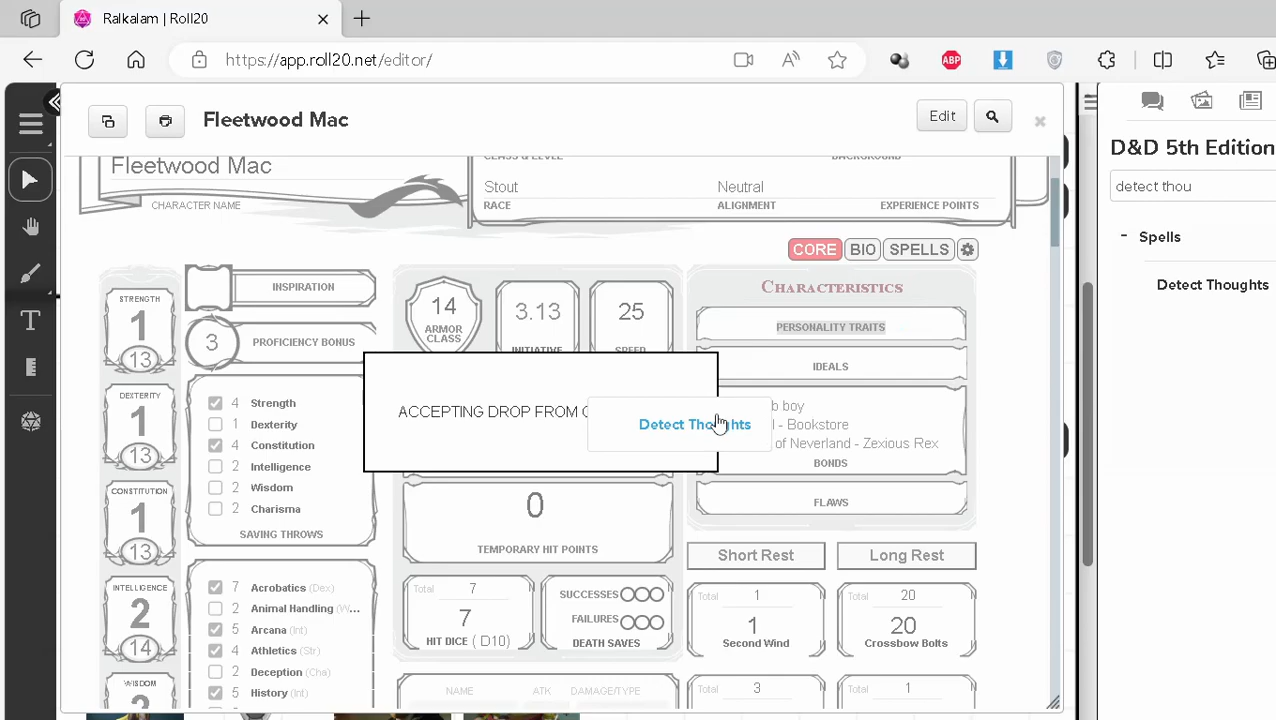 Ralkalam | Roll20
https://app.roll20.net/editor/
ABP
Fleetwood Mac
Edit
D&D 5th Edition
detect thou
Spells
Detect Thoughts
Fleetwood Mac
CHARACTER NAME
CLASS & LEVEL
BACKGROUND
Stout
Neutral
RACE
ALIGNMENT
EXPERIENCE POINTS
CORE
BIO
SPELLS
STRENGTH
1
13
DEXTERITY
1
13
CONSTITUTION
1
13
INTELLIGENCE
2
14
WISDOM
INSPIRATION
3
PROFICIENCY BONUS
4 Strength
1 Dexterity
4 Constitution
2 Intelligence
2 Wisdom
2 Charisma
SAVING THROWS
7 Acrobatics (Dex)
2 Animal Handling (W...
5 Arcana (Int)
4 Athletics (Str)
2 Deception (Cha)
5 History (Int)
14
ARMOR
CLASS
3.13
INITIATIVE
25
SPEED
ACCEPTING DROP FROM
Detect Thoughts
0
TEMPORARY HIT POINTS
Total 7
7
HIT DICE ( D10)
SUCCESSES
FAILURES
DEATH SAVES
NAME
ATK
DAMAGE/TYPE
CHARACTERISTICS
PERSONALITY TRAITS
IDEALS
b boy
- Bookstore
of Neverland - Zexious Rex
BONDS
FLAWS
Short Rest
Long Rest
Total 1
1
Second Wind
Total 20
20
Crossbow Bolts
Total 3
Total 1